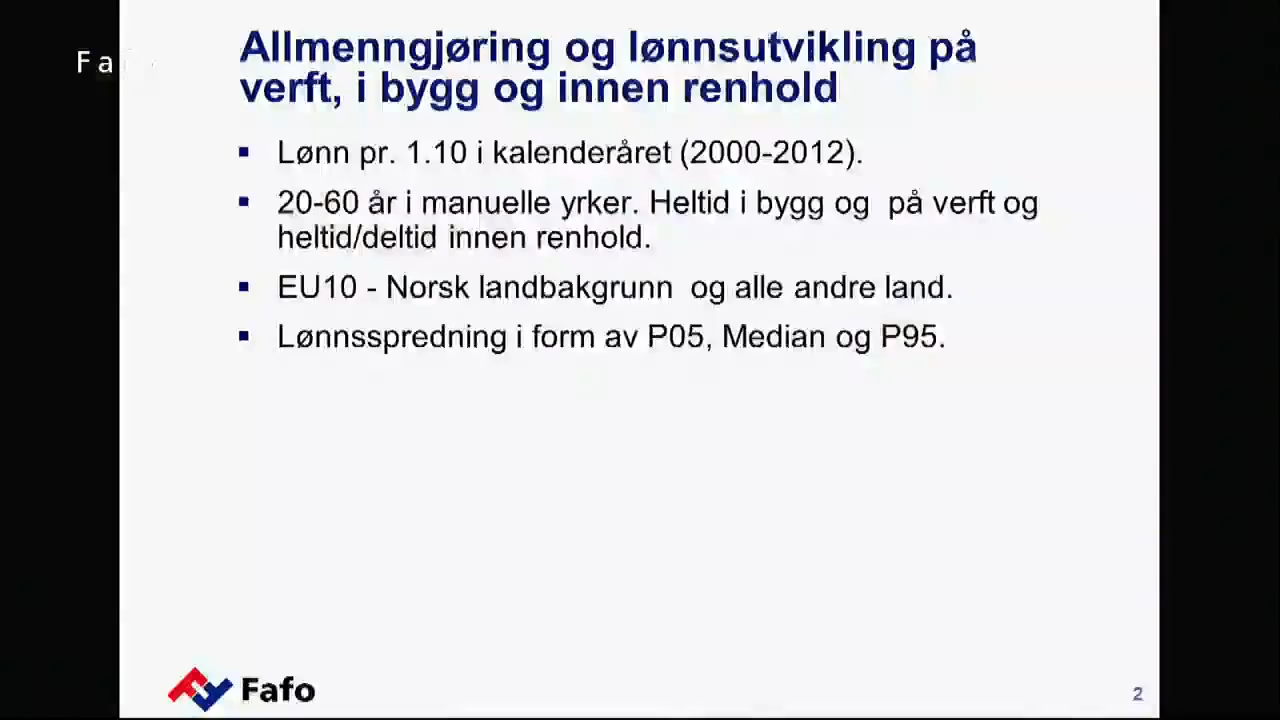 Allmenngjøring og lønnsutvikling på
verft, i bygg og innen renhold
▪ Lønn pr. 1.10 i kalenderåret (2000-2012).
▪ 20-60 år i manuelle yrker. Heltid i bygg og på verft og
heltid/deltid innen renhold.
▪ EU10 - Norsk landbakgrunn og alle andre land.
▪ Lønnsspredning i form av P05, Median og P95.
Fafo
2